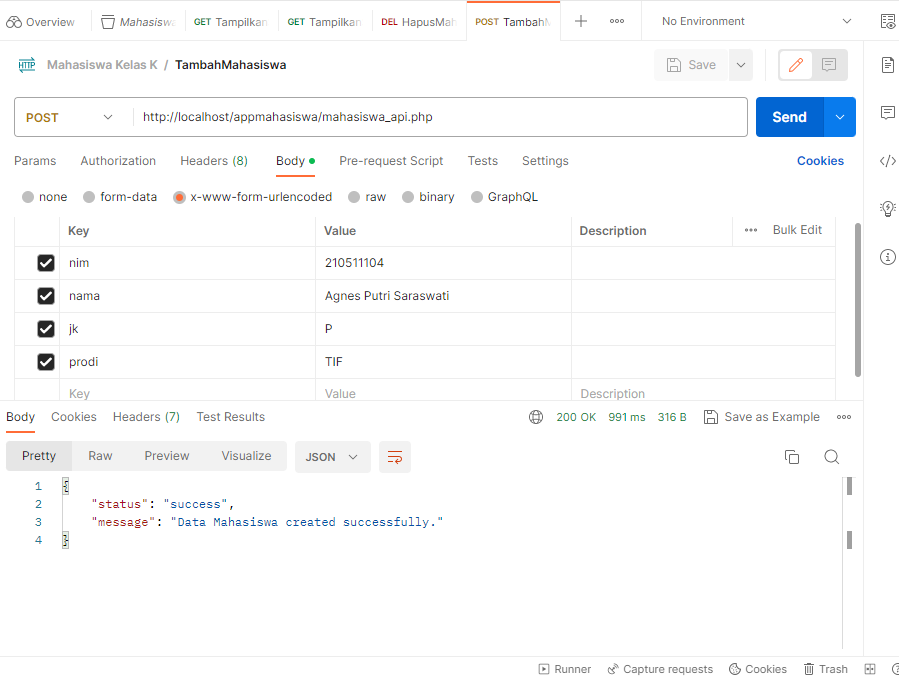 Overview Mahasiswa GET Tampilkan GET Tampilkan DEL HapusMah POST TambahM No Environment
HTTP Mahasiswa Kelas K / TambahMahasiswa Save
POST http://localhost/appmahasiswa/mahasiswa_api.php Send
Params Authorization Headers (8) Body Pre-request Script Tests Settings Cookies
none form-data x-www-form-urlencoded raw binary GraphQL
Key Value Description Bulk Edit
nim 210511104
nama Agnes Putri Saraswati
jk P
prodi TIF
Key Value Description
Body Cookies Headers (7) Test Results 200 OK 991 ms 316 B Save as Example
Pretty Raw Preview Visualize JSON
1 {
2 "status": "success",
3 "message": "Data Mahasiswa created successfully."
4 }
Runner Capture requests Cookies Trash